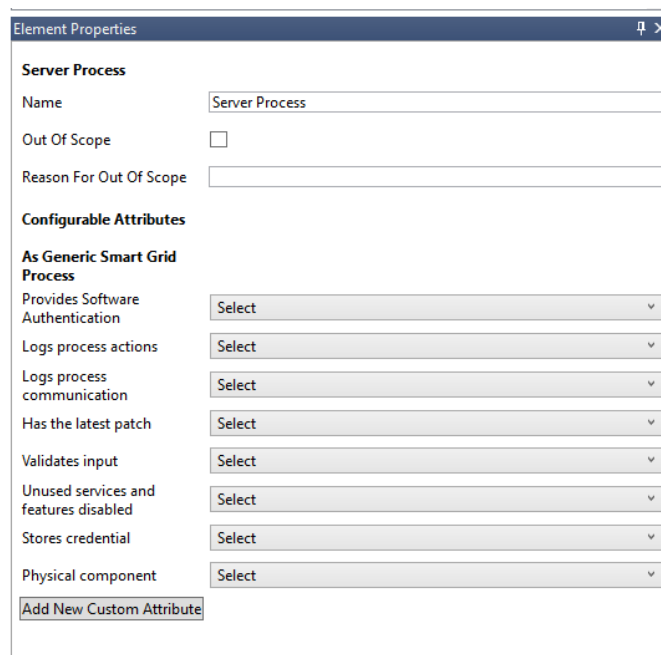 Element Properties
Server Process
Name
Server Process
Out Of Scope
Reason For Out Of Scope
Configurable Attributes
As Generic Smart Grid
Process
Provides Software
Authentication
Select
Logs process actions
Select
Logs process
communication
Select
Has the latest patch
Select
Validates input
Select
Unused services and
features disabled
Select
Stores credential
Select
Physical component
Select
Add New Custom Attribute